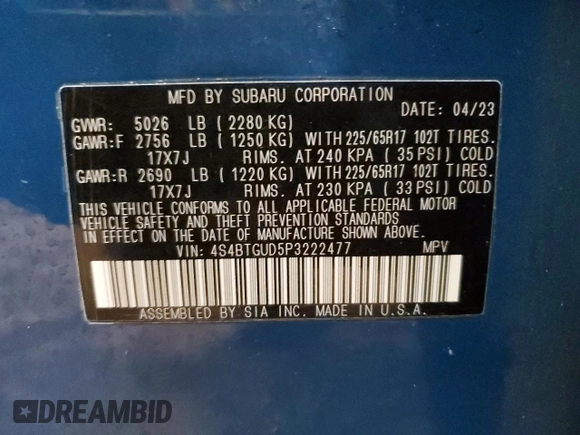 MFD BY SUBARU CORPORATION
DATE: 04/23
GVWR: 5026 LB ( 2280 KG)
GAWR:F 2756 LB ( 1250 KG) WITH 225/65R17 102T TIRES.
17X7J RIMS. AT 240 KPA ( 35 PSI) COLD
GAWR:R 2690 LB ( 1220 KG) WITH 225/65R17 102T TIRES.
17X7J RIMS. AT 230 KPA ( 33 PSI) COLD
THIS VEHICLE CONFORMS TO ALL APPLICABLE FEDERAL MOTOR
VEHICLE SAFETY AND THEFT PREVENTION STANDARDS
IN EFFECT ON THE DATE OF MANUFACTURE SHOWN ABOVE.
VIN: 4S4BTGUD5P3222477 MPV
ASSEMBLED BY SIA INC. MADE IN U.S.A.
DREAMBID